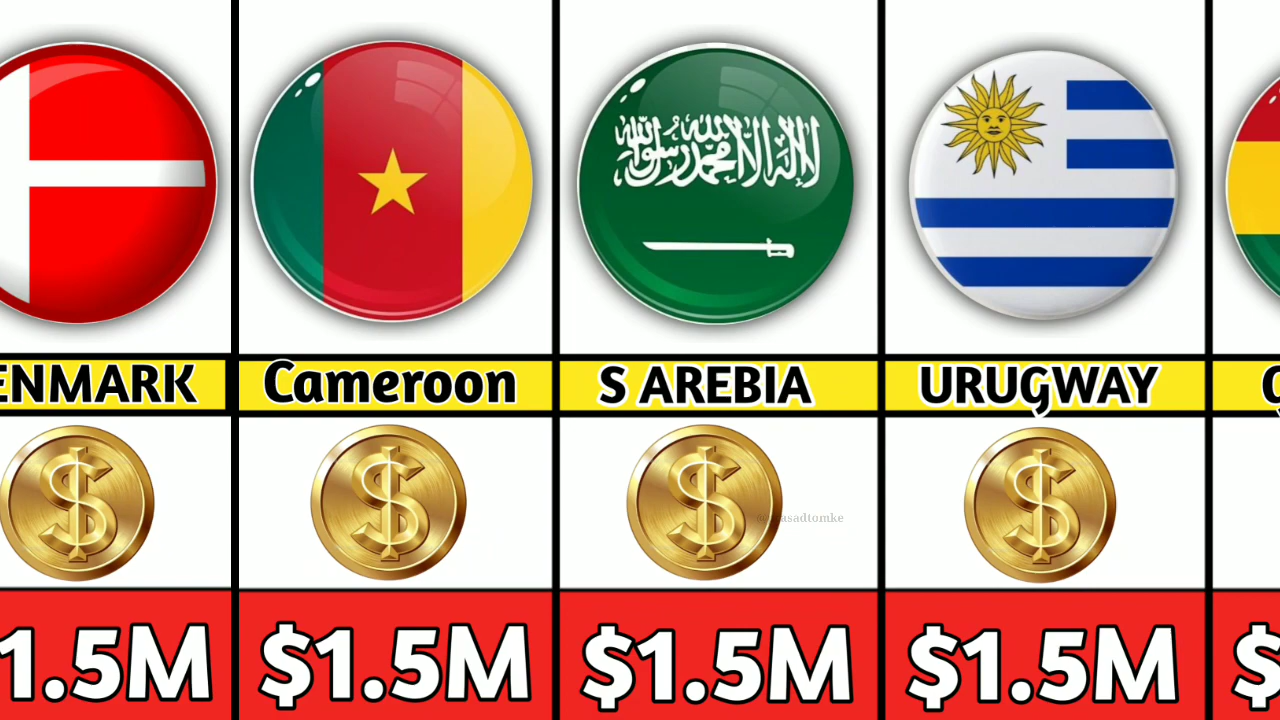 لا إله إلا الله محمد رسول الله
ENMARK
Cameroon
S AREBIA
URUGWAY
1.5M
$1.5M
$1.5M
$1.5M
$